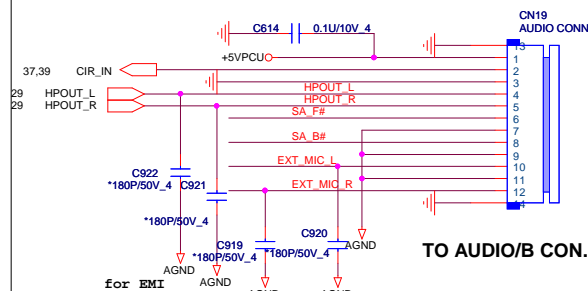 CN19
AUDIO CONN
C614 0.1U/10V_4
+5VPCU
13
1
37,39 CIR_IN
2
3
29 HPOUT_L HPOUT_L
4
29 HPOUT_R HPOUT_R
5
SA_F#
6
7
SA_B#
8
9
EXT_MIC_L
10
11
EXT_MIC_R
12
14
C922
*180P/50V_4
C921
*180P/50V_4
C919
*180P/50V_4
C920
*180P/50V_4
AGND
TO AUDIO/B CON.
AGND
AGND
AGND
AGND
for EMI